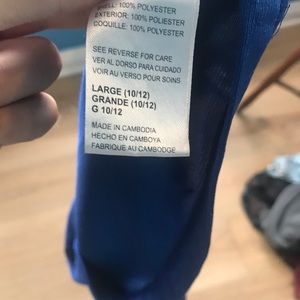 SHELL: 100% POLYESTER
EXTERIOR: 100% POLIESTER
COQUILLE: 100% POLYESTER
SEE REVERSE FOR CARE
VER AL DORSO PARA CUIDADO
VOIR AU VERSO POUR SOINS
LARGE (10/12)
GRANDE (10/12)
G 10/12
MADE IN CAMBODIA
HECHO EN CAMBOYA
FABRIQUE AU CAMBODGE